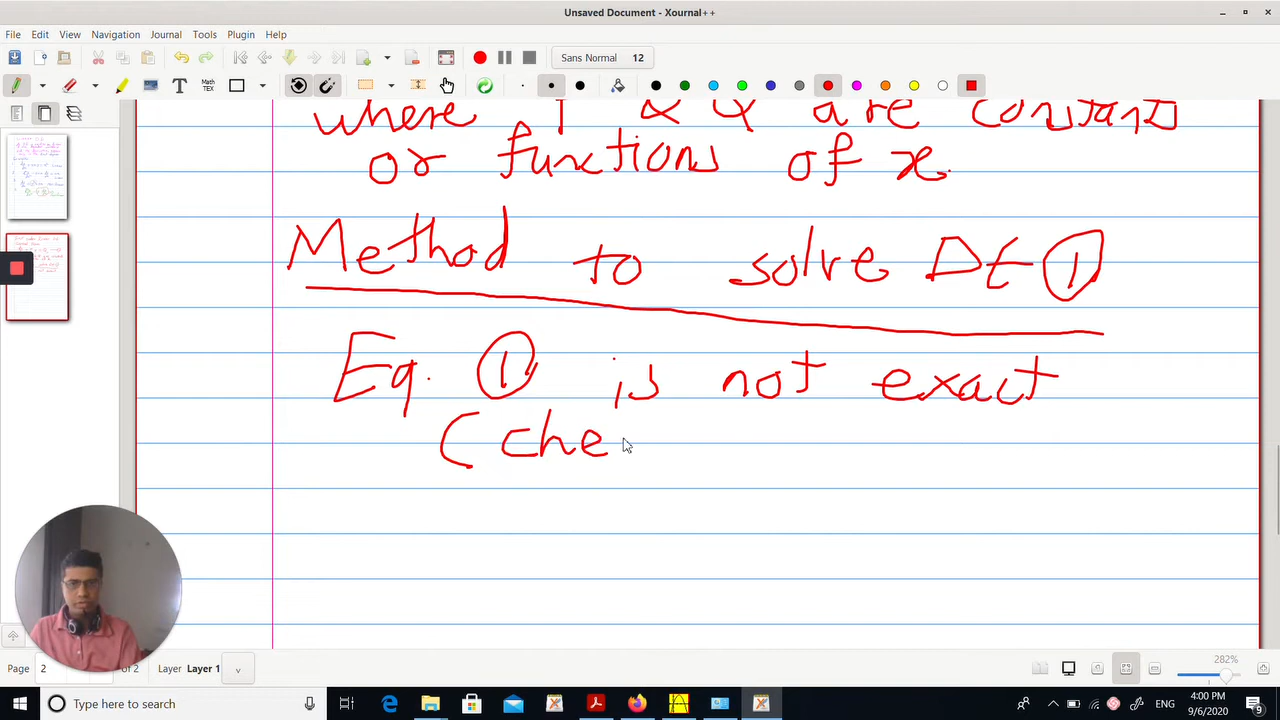 Unsaved Document - Xournal++
File Edit View Navigation Journal Tools Plugin Help
Sans Normal 12
where P & Q are constant
or functions of x.
Method to solve DE ①
Eq. ① is not exact
( che
Page 2 of 2 Layer Layer 1
282%
Type here to search
ENG
4:00 PM
9/6/2020